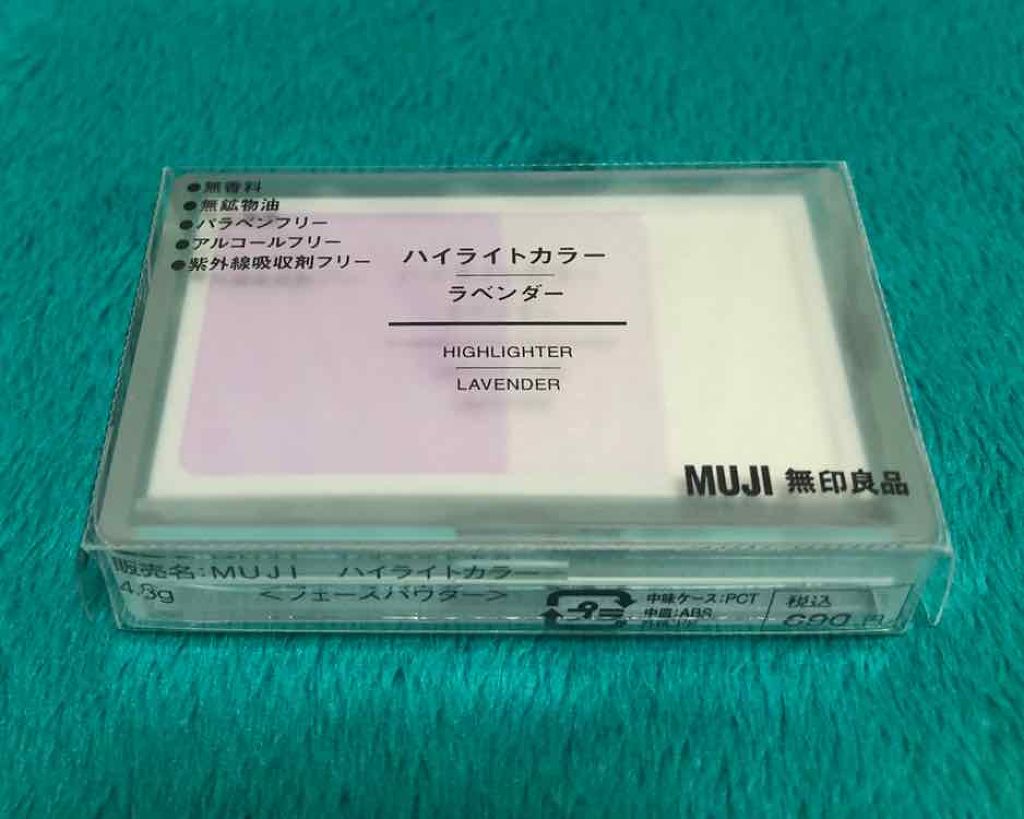 ●無香料
●無鉱物油
●パラベンフリー
●アルコールフリー
●紫外線吸収剤フリー
ハイライトカラー
ラベンダー
HIGHLIGHTER
LAVENDER
MUJI 無印良品
販売名:MUJI ハイライトカラー
4.8g <フェースパウダー>
プラ
中味ケース:PCT
中皿:ABS
税込
円